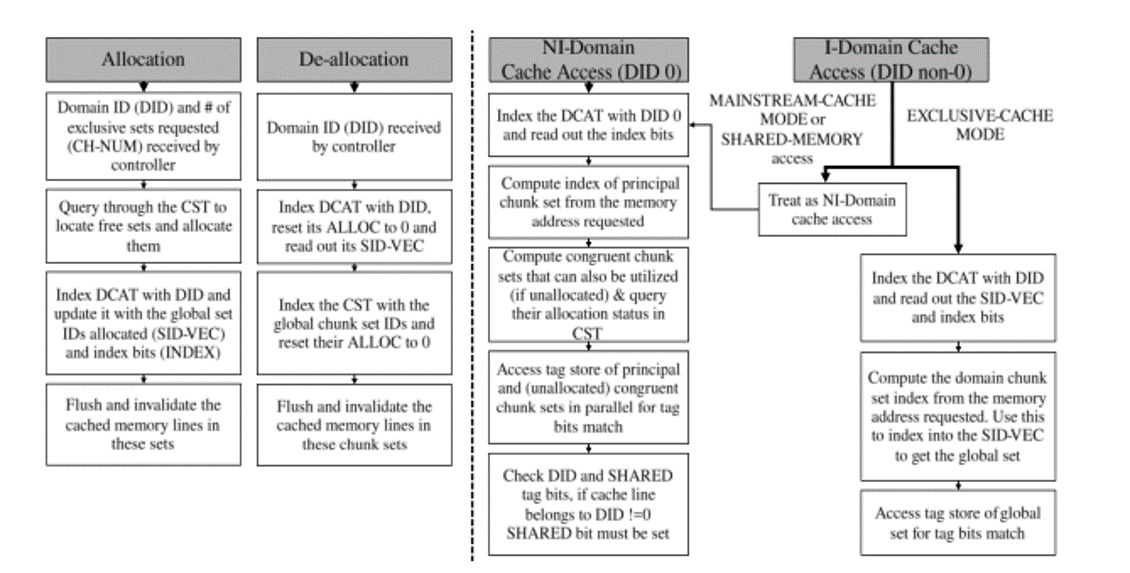 Allocation
Domain ID (DID) and # of
exclusive sets requested
(CH-NUM) received by
controller
Query through the CST to
locate free sets and allocate
them
Index DCAT with DID and
update it with the global set
IDs allocated (SID-VEC)
and index bits (INDEX)
Flush and invalidate the
cached memory lines in
these sets
De-allocation
Domain ID (DID) received
by controller
Index DCAT with DID,
reset its ALLOC to 0 and
read out its SID-VEC
Index the CST with the
global chunk set IDs and
reset their ALLOC to 0
Flush and invalidate the
cached memory lines in
these chunk sets
NI-Domain
Cache Access (DID 0)
Index the DCAT with DID 0
and read out the index bits
Compute index of principal
chunk set from the memory
address requested
Compute congruent chunk
sets that can also be utilized
(if unallocated) & query
their allocation status in
CST
Access tag store of principal
and (unallocated) congruent
chunk sets in parallel for tag
bits match
Check DID and SHARED
tag bits, if cache line
belongs to DID !=0
SHARED bit must be set
I-Domain Cache
Access (DID non-0)
MAINSTREAM-CACHE
MODE or
SHARED-MEMORY
access
EXCLUSIVE-CACHE
MODE
Treat as NI-Domain
cache access
Index the DCAT with DID
and read out the SID-VEC
and index bits
Compute the domain chunk
set index from the memory
address requested. Use this
to index into the SID-VEC
to get the global set
Access tag store of global
set for tag bits match